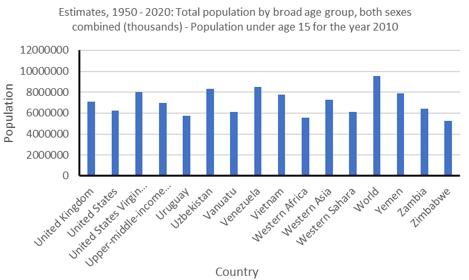 Estimates, 1950 - 2020: Total population by broad age group, both sexes
combined (thousands) - Population under age 15 for the year 2010
12000000
10000000
8000000
6000000
4000000
2000000
0
Population
United Kingdom
United States
United States Virgin...
Upper-middle-income...
Uruguay
Uzbekistan
Vanuatu
Venezuela
Vietnam
Western Africa
Western Asia
Western Sahara
World
Yemen
Zambia
Zimbabwe
Country